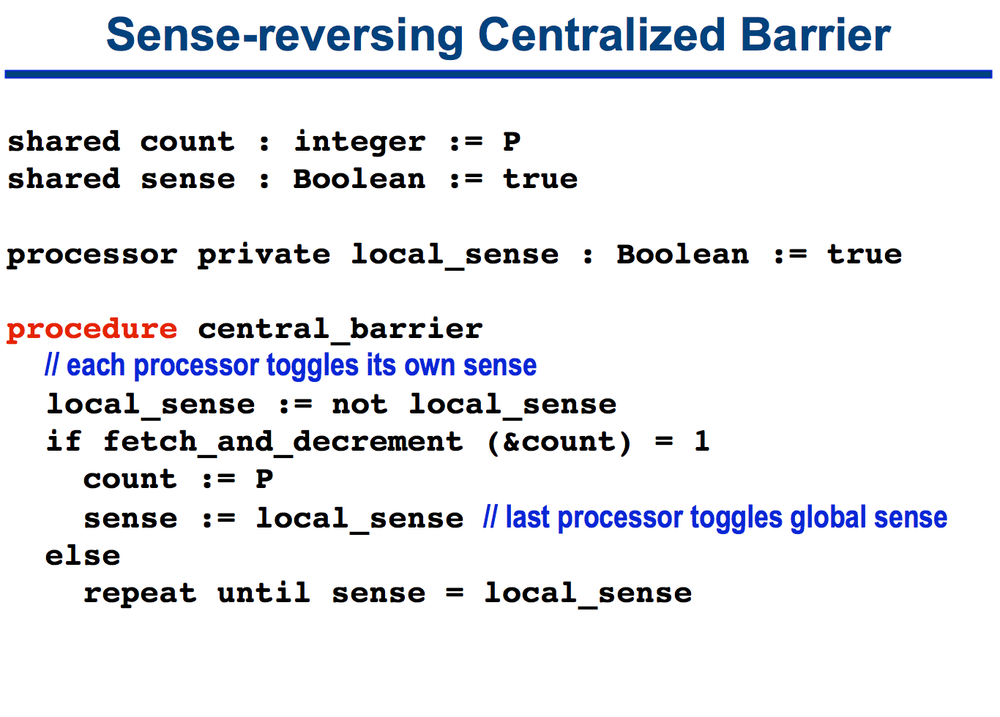 Sense-reversing Centralized Barrier
shared count : integer := P
shared sense : Boolean := true
processor private local_sense : Boolean := true
procedure central_barrier
// each processor toggles its own sense
local_sense := not local_sense
if fetch_and_decrement (&count) = 1
count := P
sense := local_sense // last processor toggles global sense
else
repeat until sense = local_sense